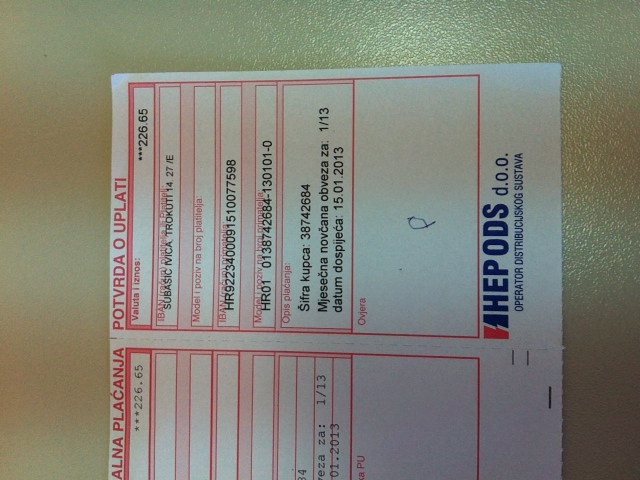 ALNA PLAĆANJA
***226.65
34
veza za: 1/13
.01.2013
ka PU
POTVRDA O UPLATI
Valuta i iznos:
***226.65
IBAN (račun) platitelja ili Platitelj:
SUBAŠIĆ IVICA, TROKUTI 14. 27 /E
Model i poziv na broj platitelja:
IBAN (račun) primatelja:
HR9223400091510077598
Model i poziv na broj primatelja:
HR01 0138742684-130101-0
Opis plaćanja:
Šifra kupca: 38742684
Mjesečna novčana obveza za: 1/13
datum dospijeća: 15.01.2013
Ovjera
HEP ODS d.o.o.
OPERATOR DISTRIBUCIJSKOG SUSTAVA